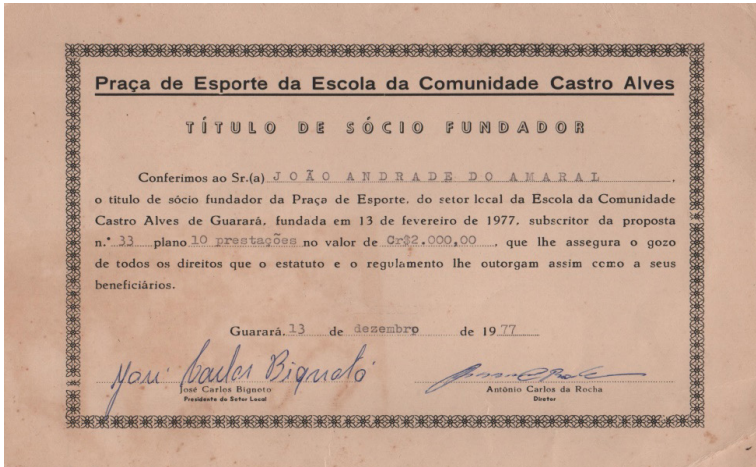 Praça de Esporte da Escola da Comunidade Castro Alves
TÍTULO DE SÓCIO FUNDADOR
Conferimos ao Sr.(a) JOÃO ANDRADE DO AMARAL,
o título de sócio fundador da Praça de Esporte, do setor local da Escola da Comunidade
Castro Alves de Guarará, fundada em 13 de fevereiro de 1977, subscritor da proposta
n.º 33 plano 10 prestações no valor de Cr$2.000,00, que lhe assegura o gozo
de todos os direitos que o estatuto e o regulamento lhe outorgam assim como a seus
beneficiários.
Guarará, 13 de dezembro de 1977
José Carlos Bigneto
José Carlos Bigneto
Presidente do Setor Local
Antônio Carlos da Rocha
Diretor